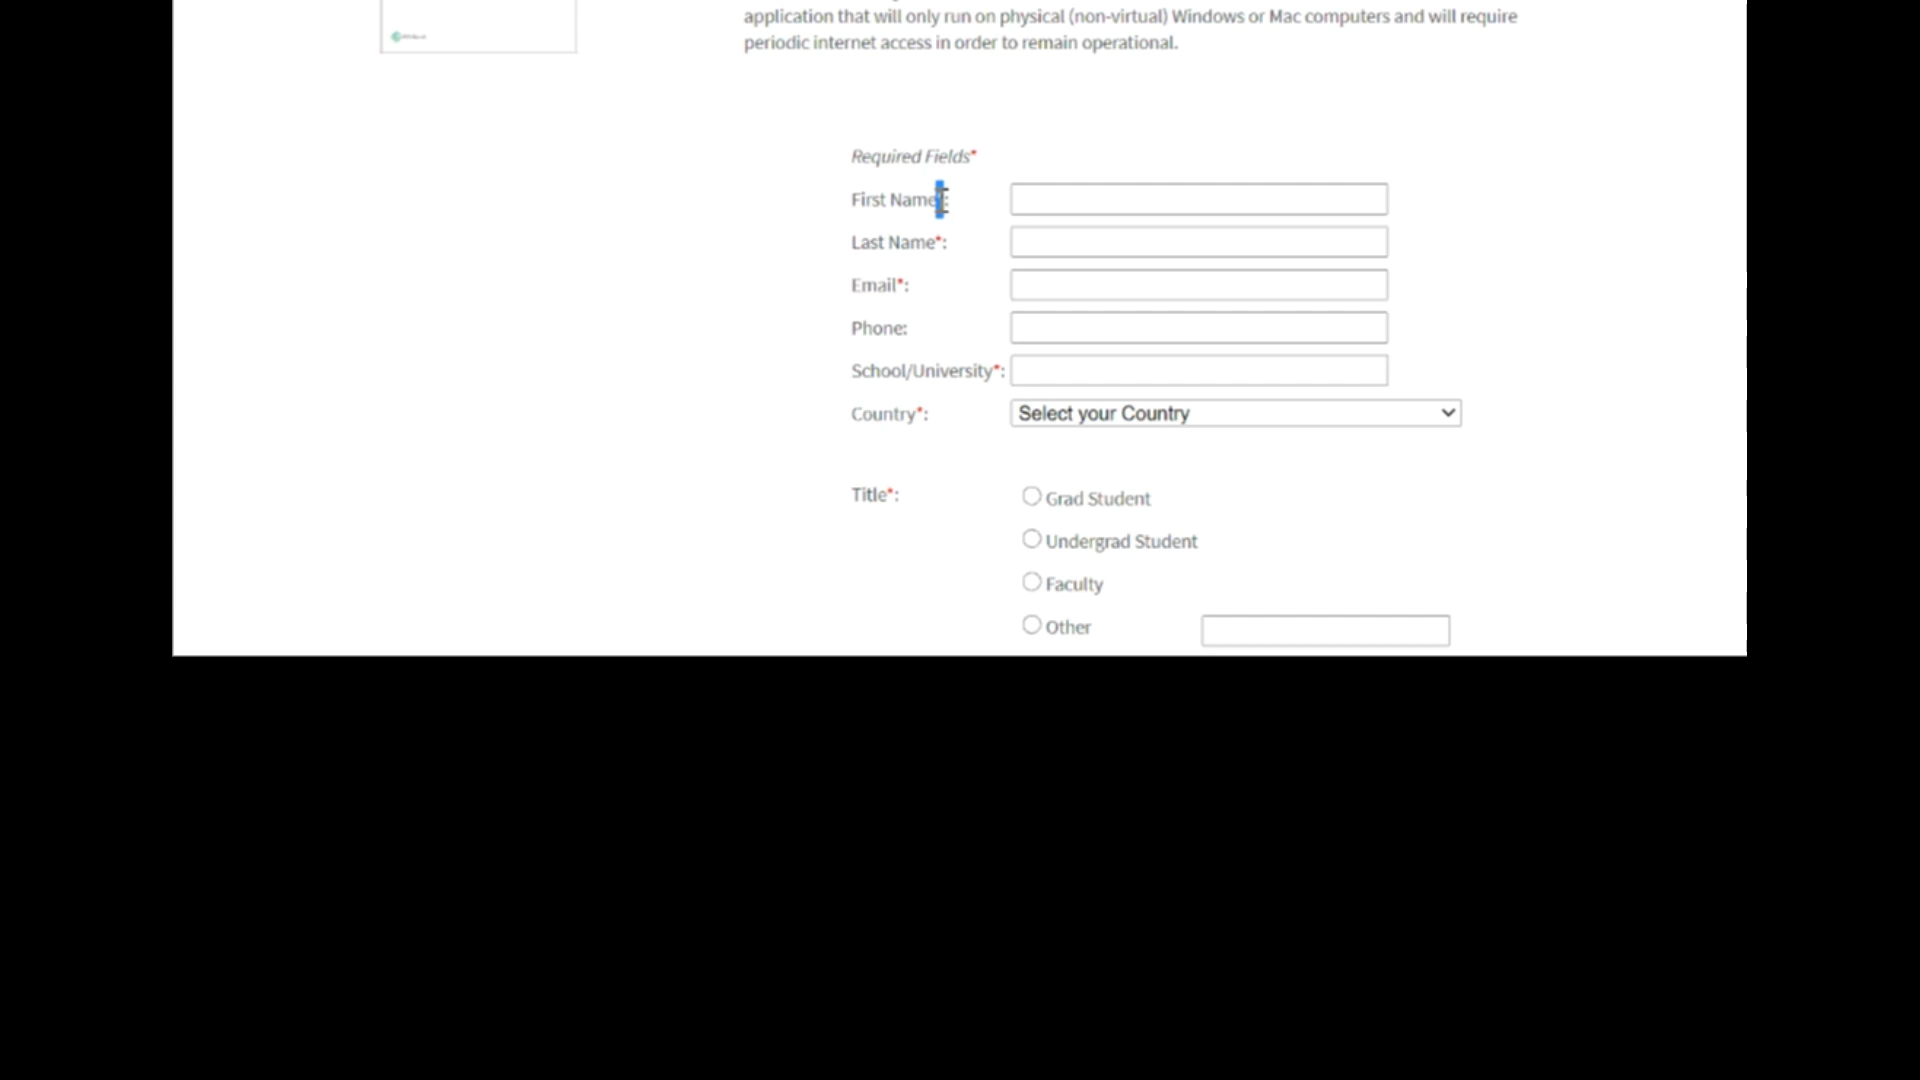 application that will only run on physical (non-virtual) Windows or Mac computers and will require
periodic internet access in order to remain operational.
Required Fields*
First Name*:
Last Name*:
Email*:
Phone:
School/University*:
Country*: Select your Country
Title*: Grad Student
Undergrad Student
Faculty
Other